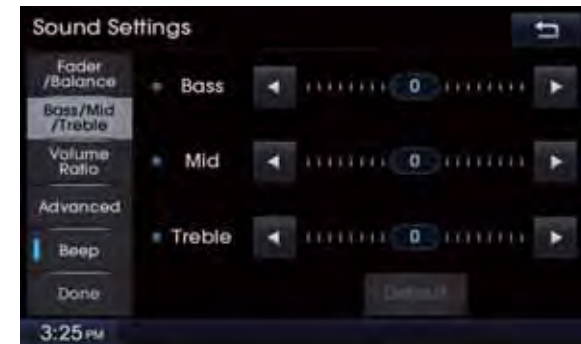 Sound Settings
Fader
/Balance
Bass/Mid
/Treble
Volume
Ratio
Advanced
Beep
Done
Bass
0
Mid
0
Treble
0
Default
3:25 PM